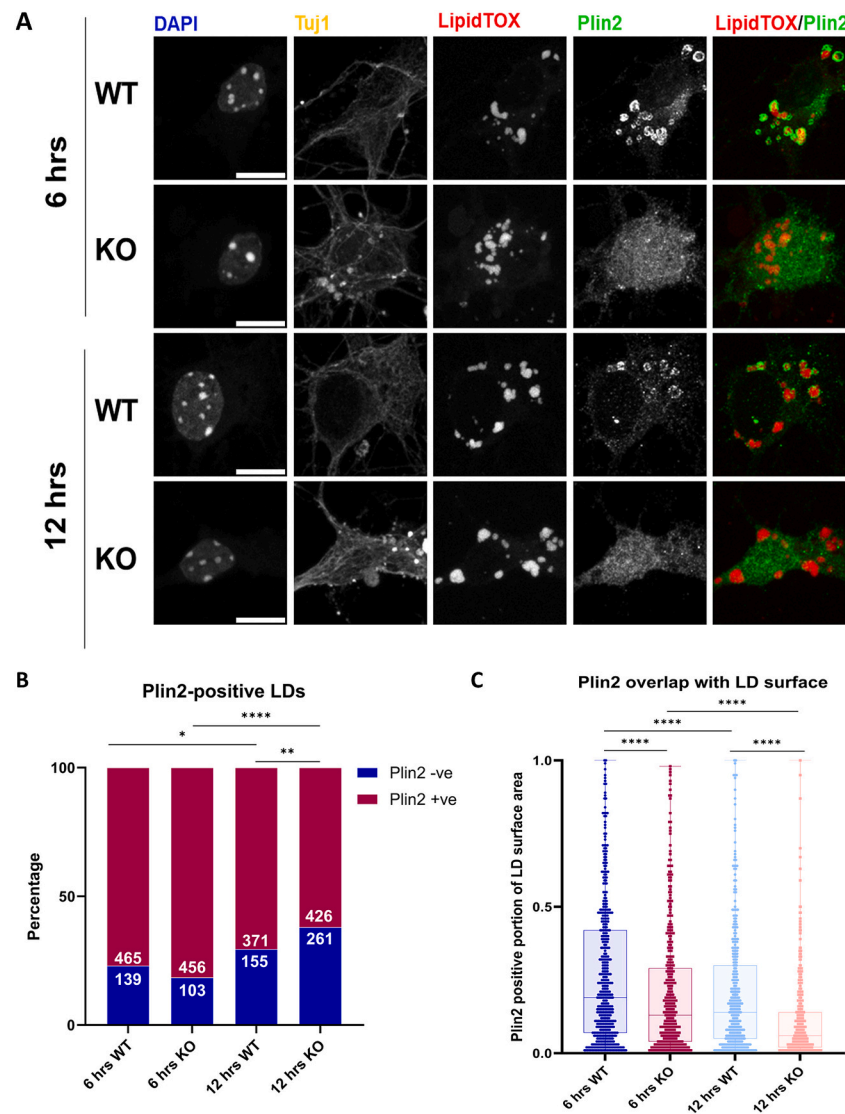 A
DAPI Tuj1 LipidTOX Plin2 LipidTOX/Plin2
6 hrs
WT
KO
12 hrs
WT
KO
B
Plin2-positive LDs
****
*
**
Plin2 -ve
Plin2 +ve
Percentage
100
50
0
465 456 371 426
139 103 155 261
6 hrs WT 6 hrs KO 12 hrs WT 12 hrs KO
C
Plin2 overlap with LD surface
****
****
**** ****
Plin2 positive portion of LD surface area
1.0
0.5
0.0
6 hrs WT 6 hrs KO 12 hrs WT 12 hrs KO